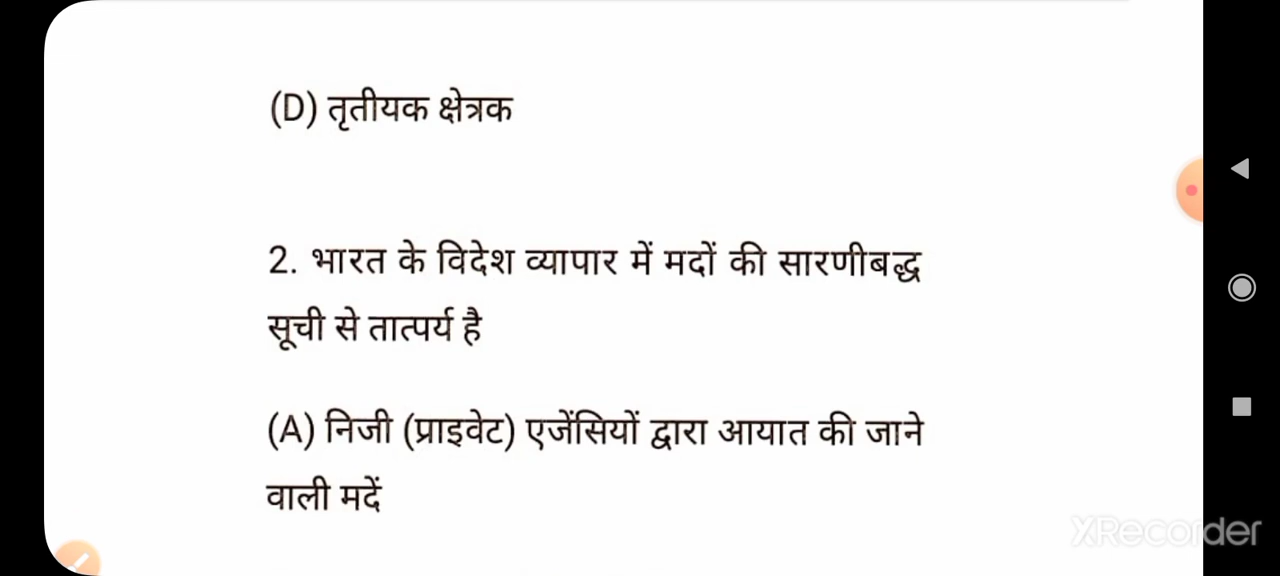 (D) तृतीयक क्षेत्रक
2. भारत के विदेश व्यापार में मदों की सारणीबद्ध
सूची से तात्पर्य है
(A) निजी (प्राइवेट) एजेंसियों द्वारा आयात की जाने
वाली मदें
XRecorder